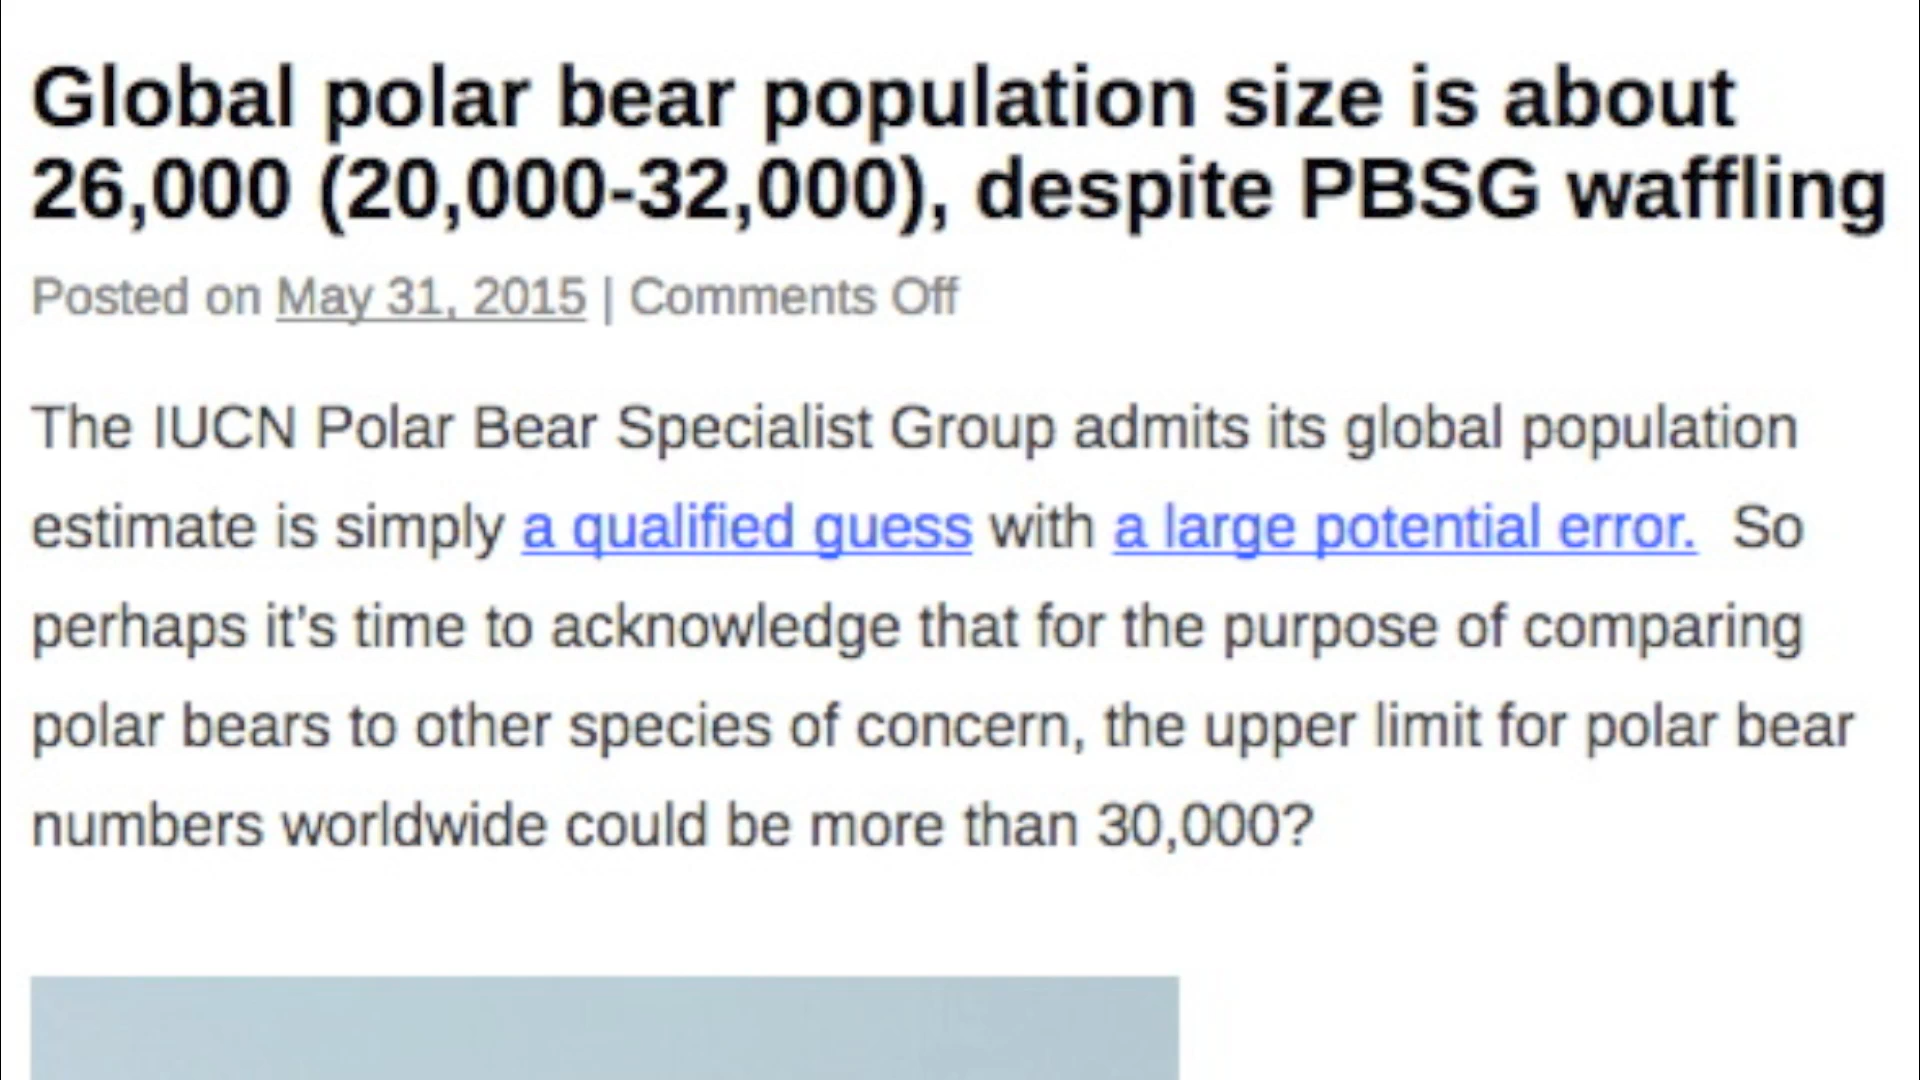 Global polar bear population size is about
26,000 (20,000-32,000), despite PBSG waffling
Posted on May 31, 2015 | Comments Off
The IUCN Polar Bear Specialist Group admits its global population
estimate is simply a qualified guess with a large potential error.  So
perhaps it's time to acknowledge that for the purpose of comparing
polar bears to other species of concern, the upper limit for polar bear
numbers worldwide could be more than 30,000?